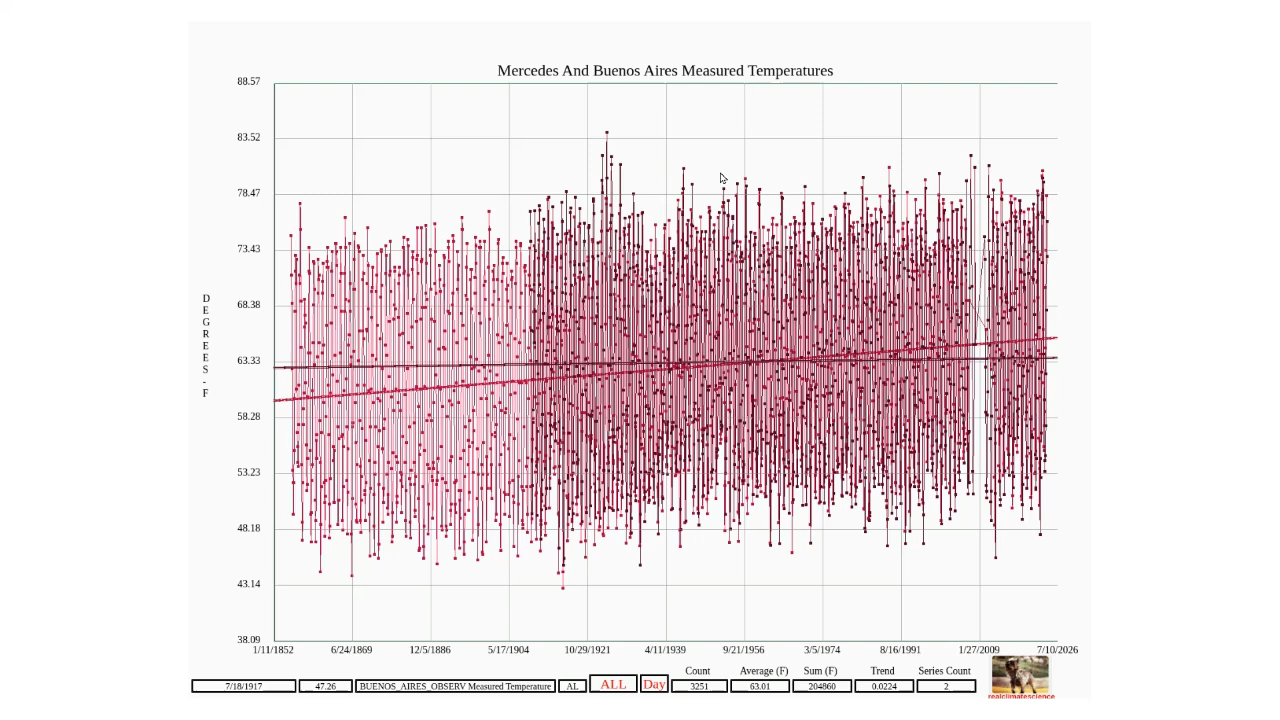 Mercedes And Buenos Aires Measured Temperatures
88.57
83.52
78.47
73.43
68.38
63.33
58.28
53.23
48.18
43.14
38.09
DEGREES-F
1/11/1852 6/24/1869 12/5/1886 5/17/1904 10/29/1921 4/11/1939 9/21/1956 3/5/1974 8/16/1991 1/27/2009 7/10/2026
Count Average (F) Sum (F) Trend Series Count
7/18/1917 47.26 BUENOS_AIRES_OBSERV Measured Temperature AL ALL Day 3251 63.01 204860 0.0224 2
realclimatescience